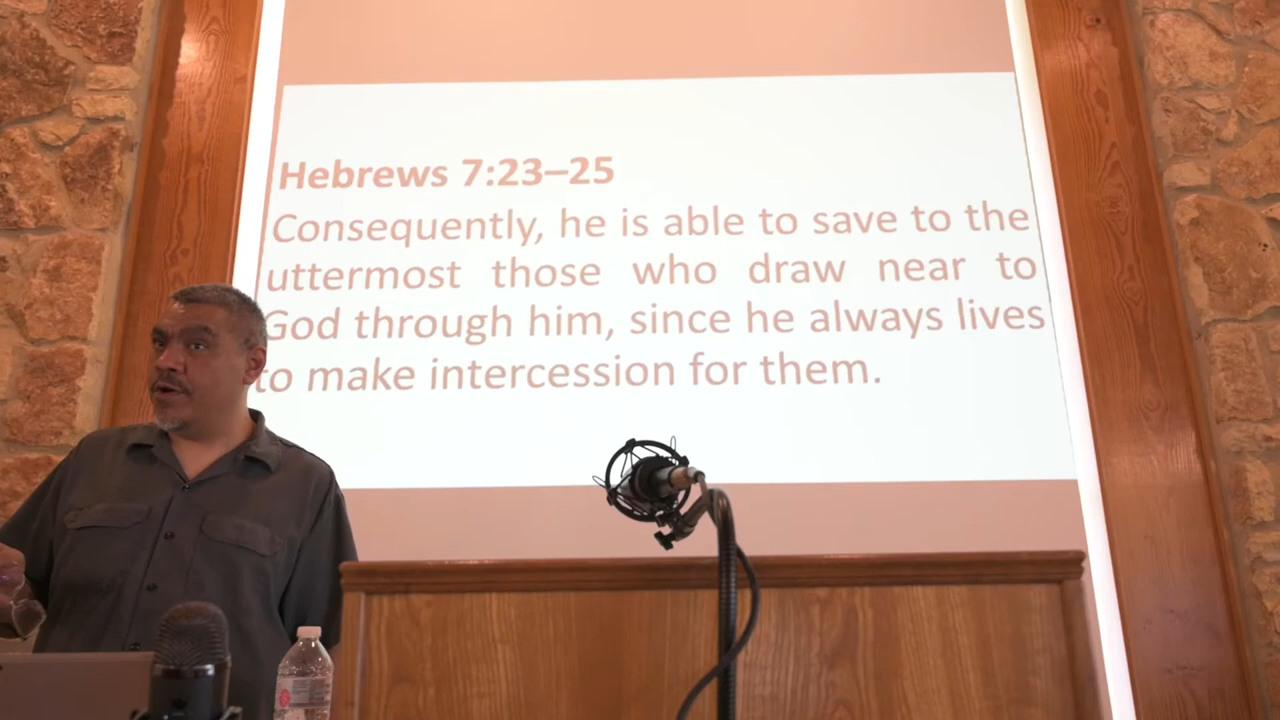 Hebrews 7:23–25
Consequently, he is able to save to the
uttermost those who draw near to
God through him, since he always lives
to make intercession for them.